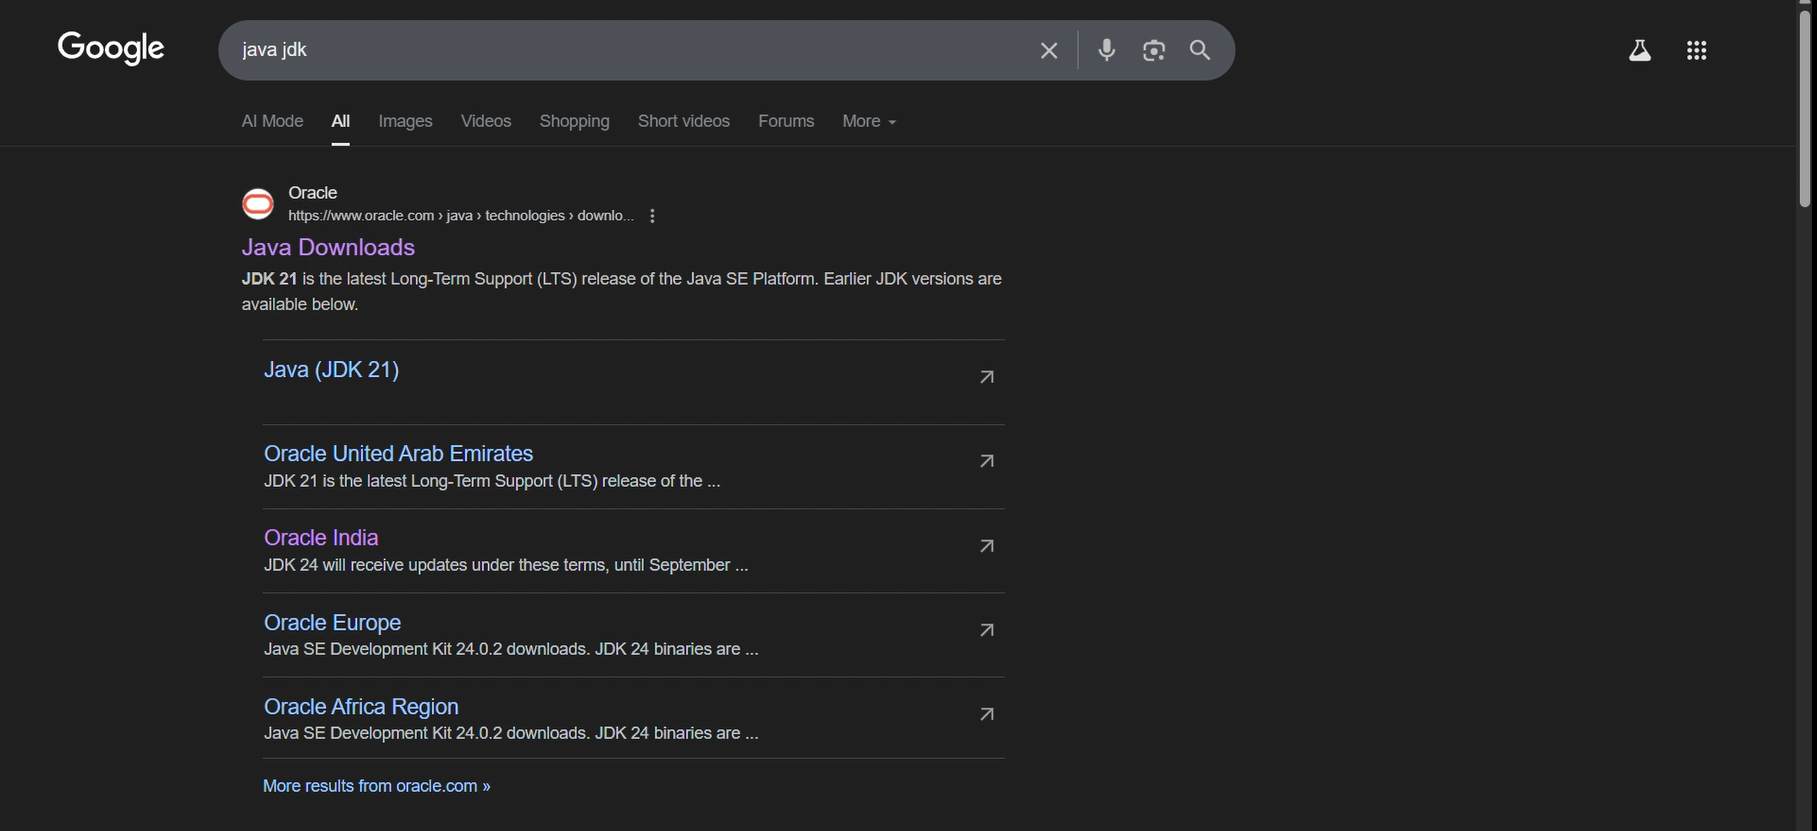 Google
java jdk
AI Mode All Images Videos Shopping Short videos Forums More
Oracle
https://www.oracle.com › java › technologies › downlo...
Java Downloads
JDK 21 is the latest Long-Term Support (LTS) release of the Java SE Platform. Earlier JDK versions are
available below.
Java (JDK 21)
Oracle United Arab Emirates
JDK 21 is the latest Long-Term Support (LTS) release of the ...
Oracle India
JDK 24 will receive updates under these terms, until September ...
Oracle Europe
Java SE Development Kit 24.0.2 downloads. JDK 24 binaries are ...
Oracle Africa Region
Java SE Development Kit 24.0.2 downloads. JDK 24 binaries are ...
More results from oracle.com »